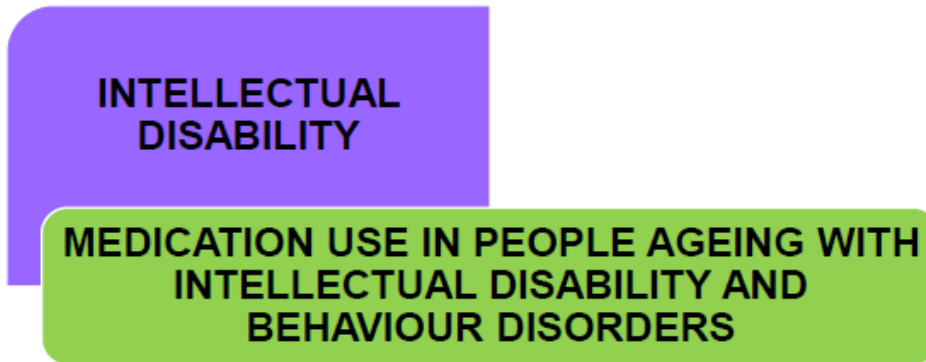 INTELLECTUAL
DISABILITY
MEDICATION USE IN PEOPLE AGEING WITH
INTELLECTUAL DISABILITY AND
BEHAVIOUR DISORDERS